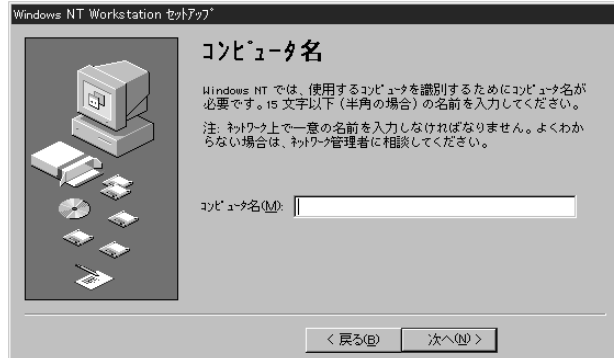 Windows NT Workstation ｾｯﾄｱｯﾌﾟ
コンピュータ名
Windows NT では、使用するｺﾝﾋﾟｭｰﾀを識別するためにｺﾝﾋﾟｭｰﾀ名が
必要です。15 文字以下（半角の場合）の名前を入力してください。
注: ﾈｯﾄﾜｰｸ上で一意の名前を入力しなければなりません。よくわか
らない場合は、ﾈｯﾄﾜｰｸ管理者に相談してください。
ｺﾝﾋﾟｭｰﾀ名(M):
< 戻る(B)
次へ(N) >